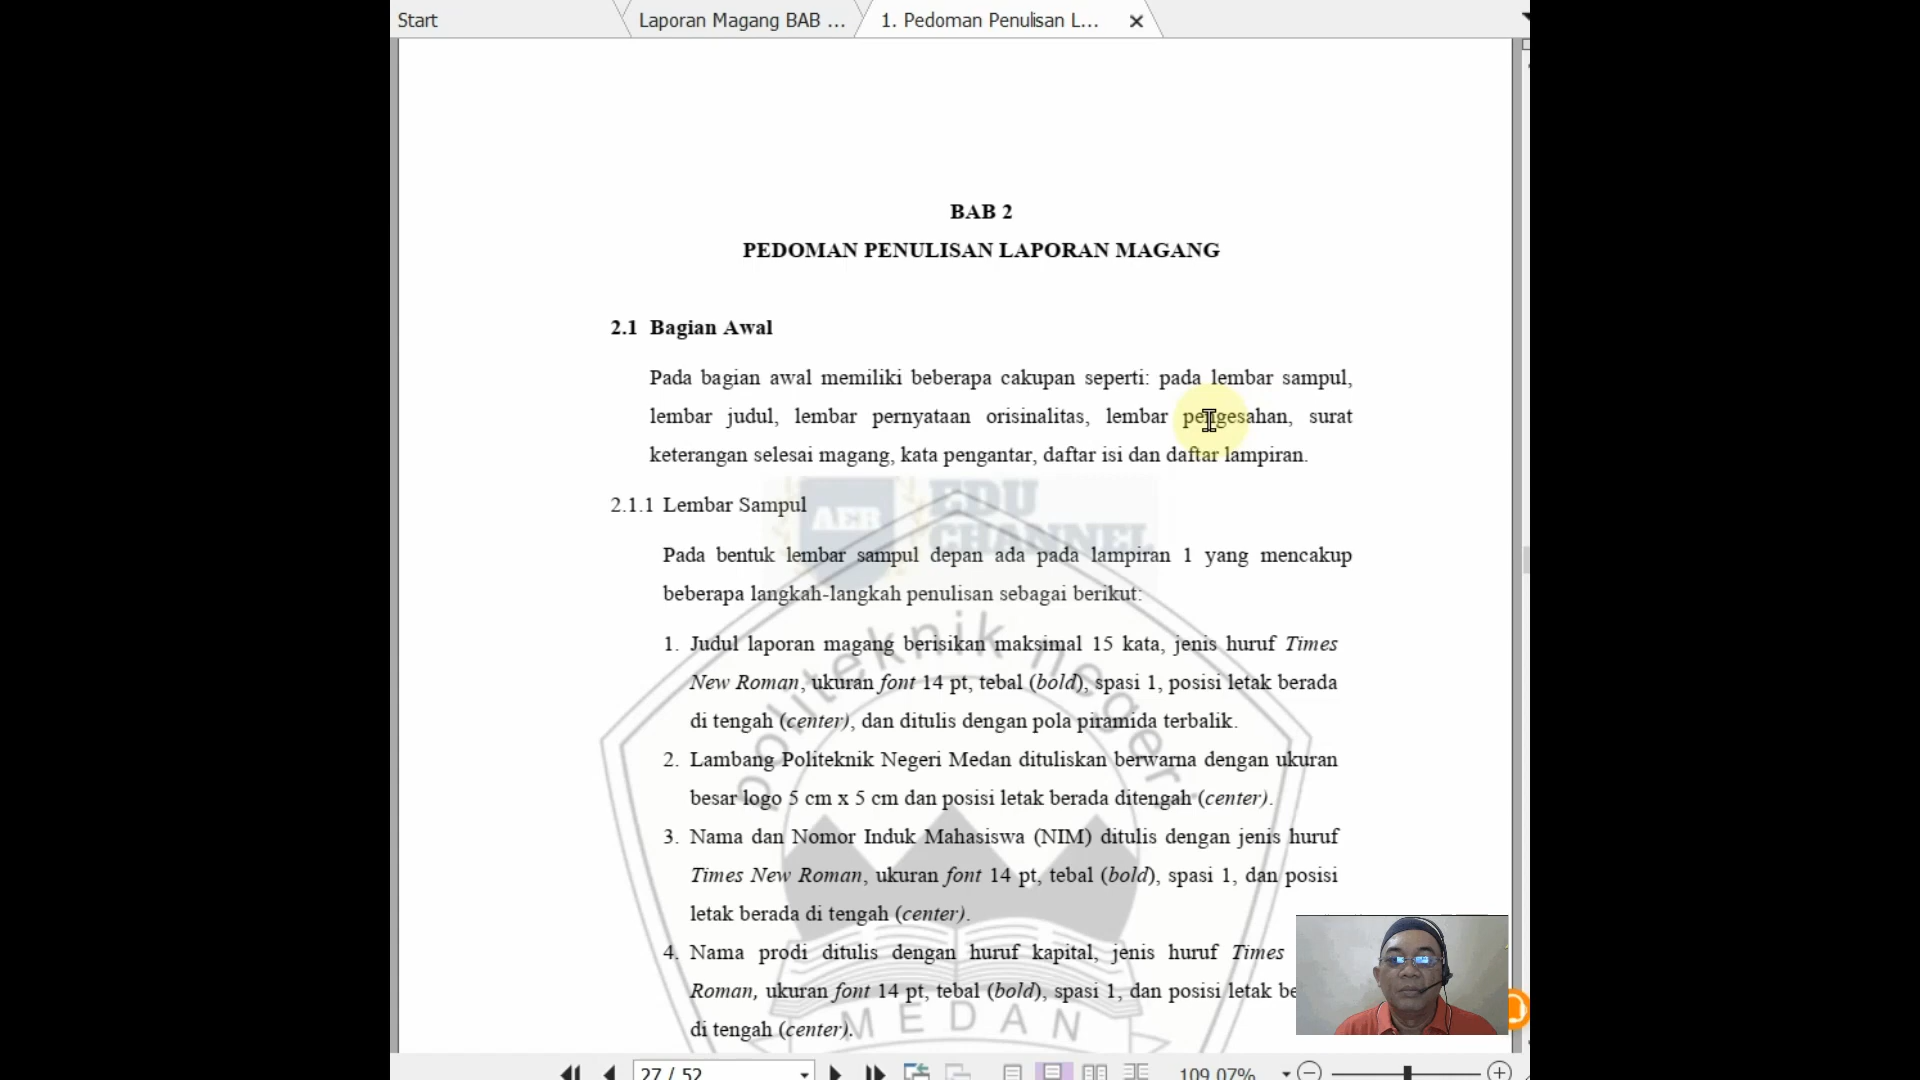 Start
Laporan Magang BAB ...
1. Pedoman Penulisan L...
BAB 2
PEDOMAN PENULISAN LAPORAN MAGANG
2.1 Bagian Awal
Pada bagian awal memiliki beberapa cakupan seperti: pada lembar sampul,
lembar judul, lembar pernyataan orisinalitas, lembar pengesahan, surat
keterangan selesai magang, kata pengantar, daftar isi dan daftar lampiran.
AEB EDU
CHANNEL
2.1.1 Lembar Sampul
Pada bentuk lembar sampul depan ada pada lampiran 1 yang mencakup
beberapa langkah-langkah penulisan sebagai berikut:
politeknik negeri
1. Judul laporan magang berisikan maksimal 15 kata, jenis huruf Times
New Roman, ukuran font 14 pt, tebal (bold), spasi 1, posisi letak berada
di tengah (center), dan ditulis dengan pola piramida terbalik.
2. Lambang Politeknik Negeri Medan dituliskan berwarna dengan ukuran
besar logo 5 cm x 5 cm dan posisi letak berada ditengah (center).
3. Nama dan Nomor Induk Mahasiswa (NIM) ditulis dengan jenis huruf
Times New Roman, ukuran font 14 pt, tebal (bold), spasi 1, dan posisi
letak berada di tengah (center).
4. Nama prodi ditulis dengan huruf kapital, jenis huruf Times
Roman, ukuran font 14 pt, tebal (bold), spasi 1, dan posisi letak be
di tengah (center).
MEDAN
27 / 52
109.07%